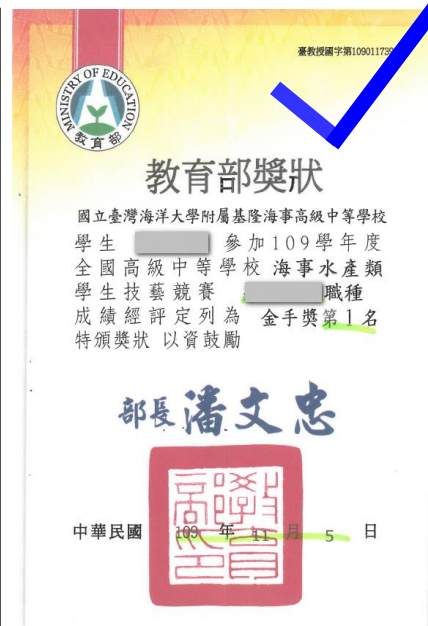 臺教授國字第109011739
MINISTRY OF EDUCATION
教育部
教育部獎狀
國立臺灣海洋大學附屬基隆海事高級中等學校
學生 參加109學年度
全國高級中等學校 海事水產類
學生技藝競賽 職種
成績經評定列為 金手獎第1名
特頒獎狀 以資鼓勵
部長 潘文忠
中華民國 109 年 11 月 5 日